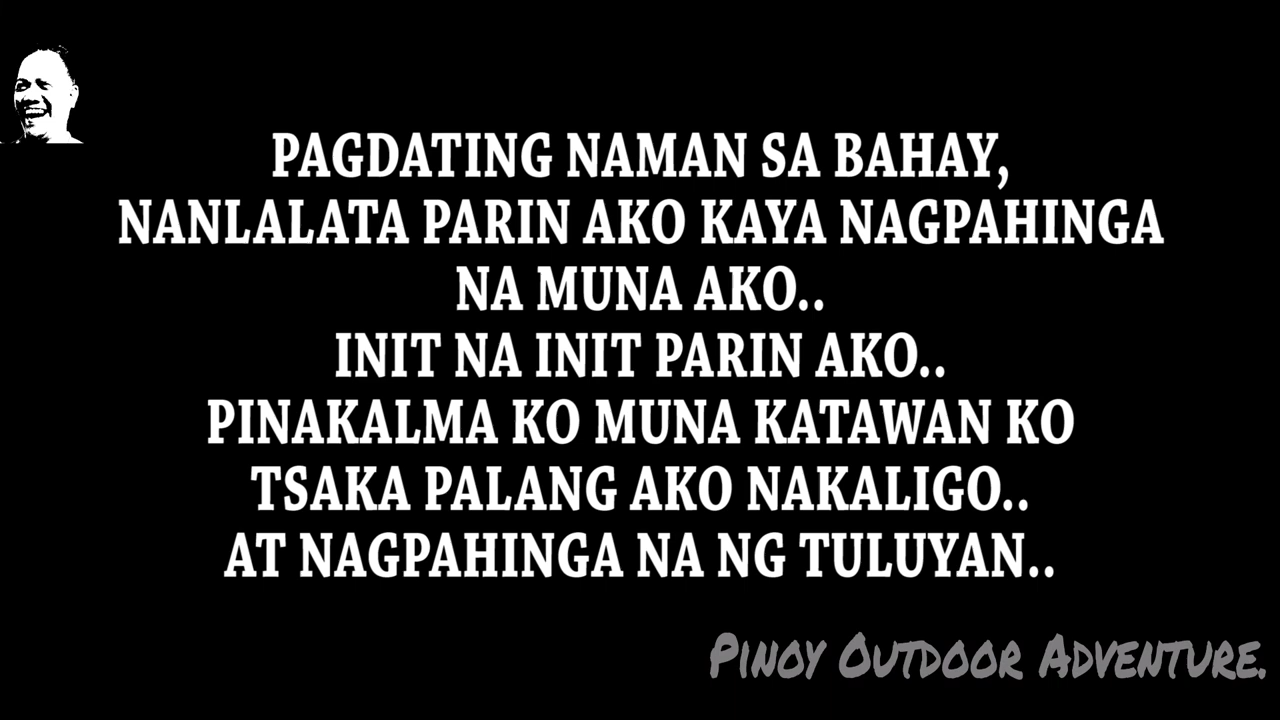 PAGDATING NAMAN SA BAHAY,
NANLALATA PARIN AKO KAYA NAGPAHINGA
NA MUNA AKO..
INIT NA INIT PARIN AKO..
PINAKALMA KO MUNA KATAWAN KO
TSAKA PALANG AKO NAKALIGO..
AT NAGPAHINGA NA NG TULUYAN..
PINOY OUTDOOR ADVENTURE.